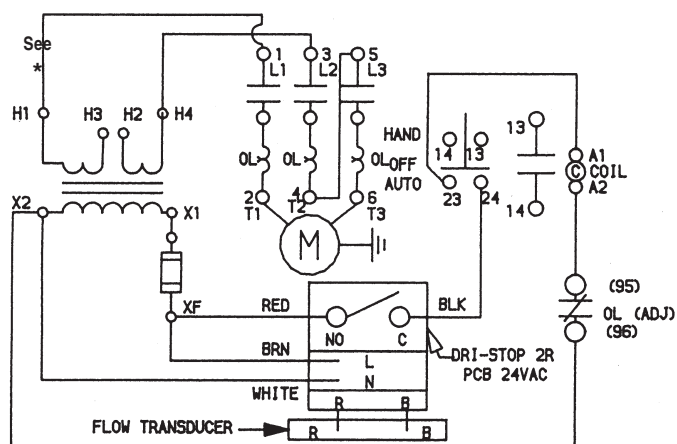 See
*
1
3
5
L1
L2
L3
H1
H3
H2
H4
HAND
OFF
AUTO
14
13
13
14
23
24
A1
C
COIL
A2
OL
OL
OL
2
4
6
T1
T2
T3
M
X2
X1
XF
RED
BLK
NO
C
BRN
L
N
WHITE
DRI-STOP 2R
PCB 24VAC
(95)
OL (ADJ)
(96)
R
B
FLOW TRANSDUCER
R
B